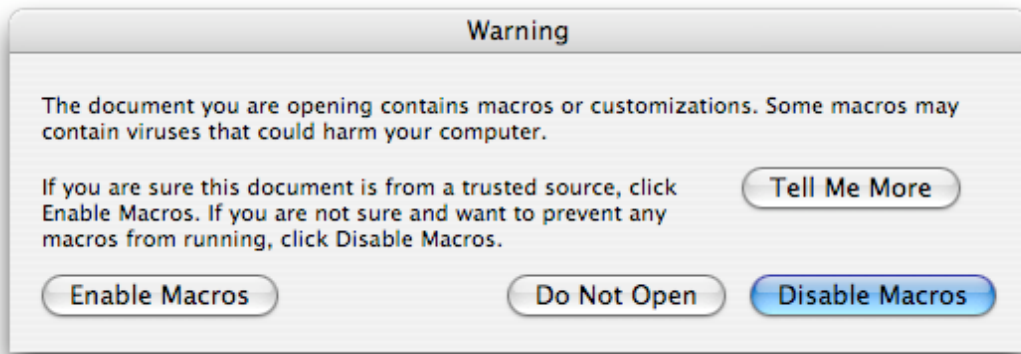 Warning
The document you are opening contains macros or customizations. Some macros may
contain viruses that could harm your computer.
If you are sure this document is from a trusted source, click
Enable Macros. If you are not sure and want to prevent any
macros from running, click Disable Macros.
Tell Me More
Enable Macros
Do Not Open
Disable Macros